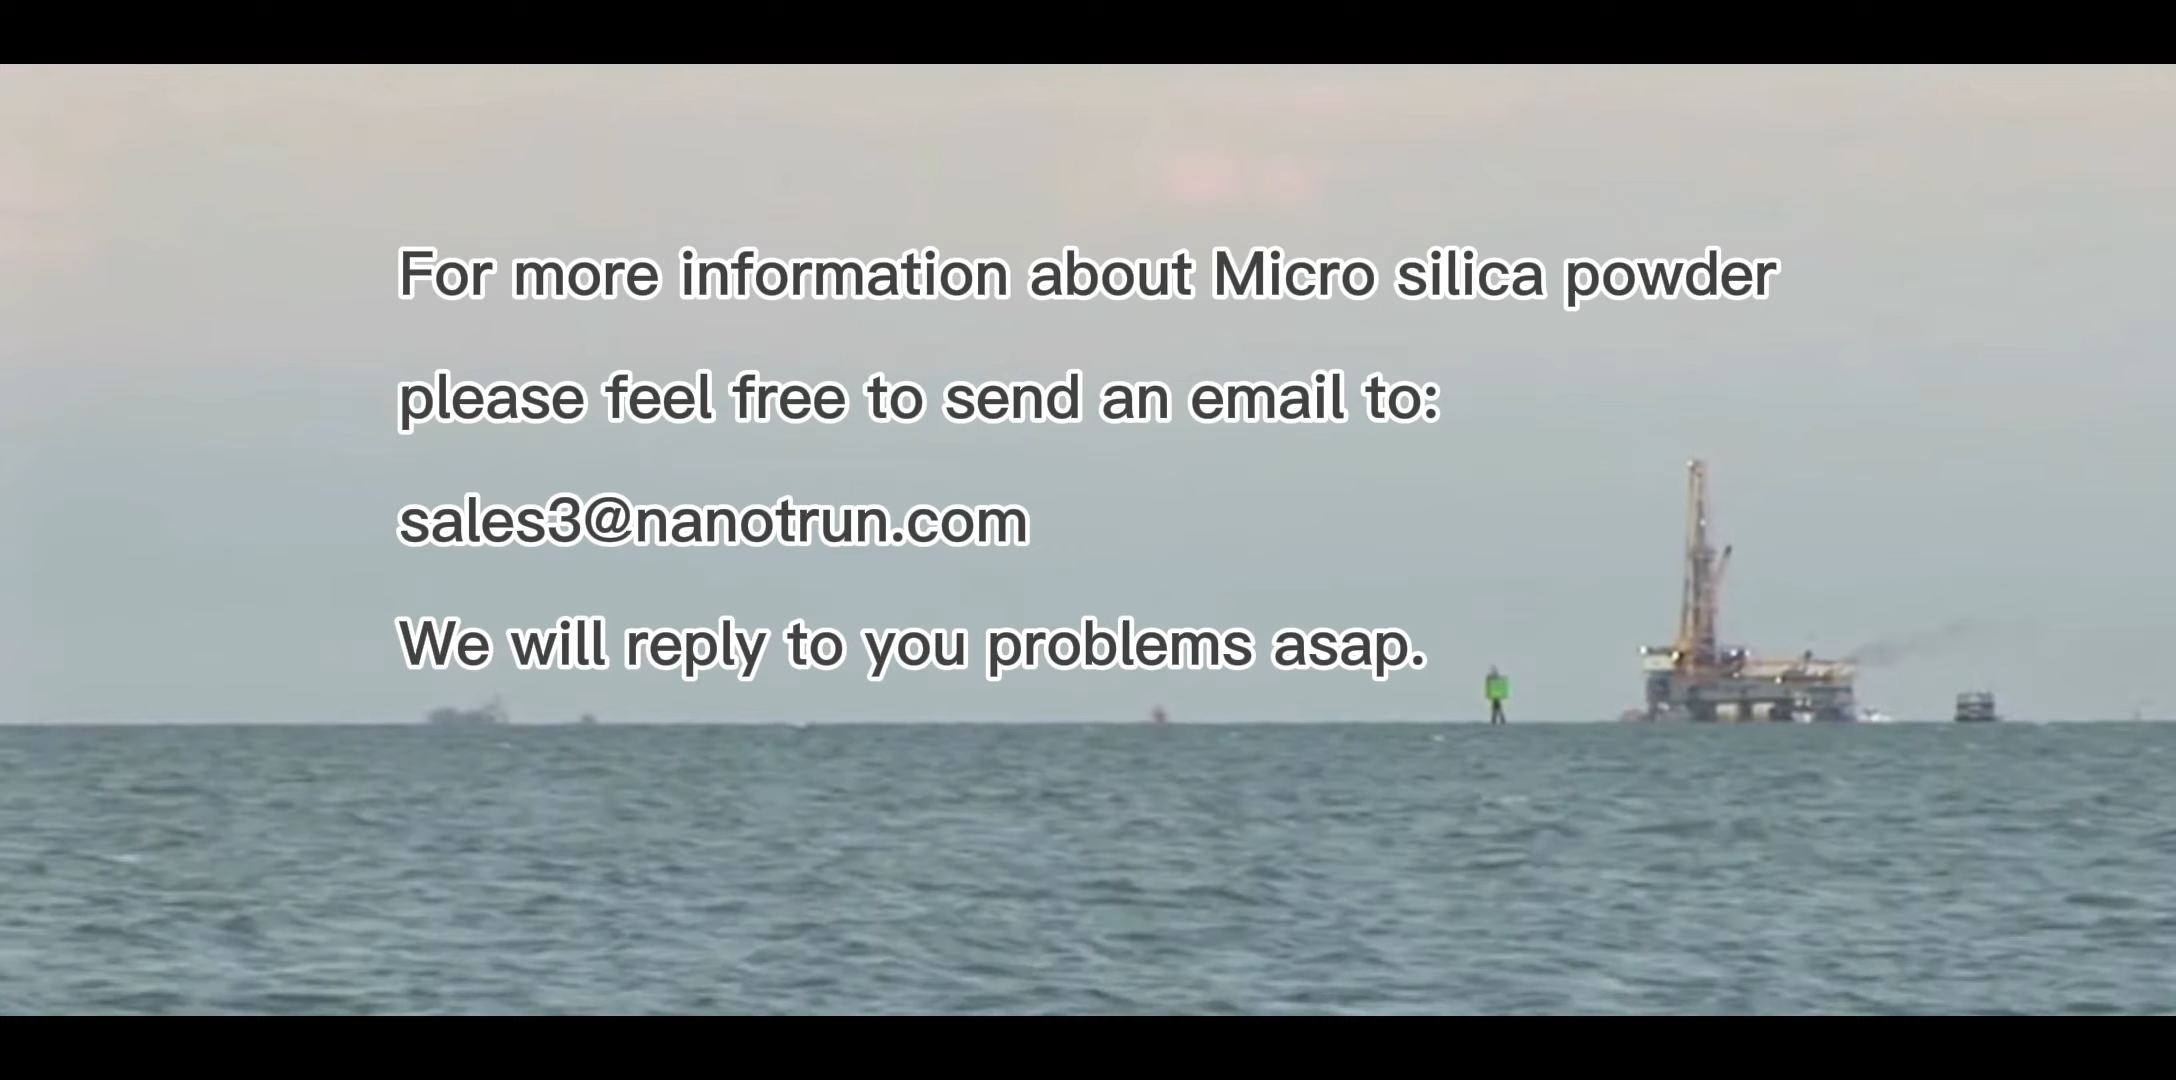 For more information about Micro silica powder
please feel free to send an email to:
sales3@nanotrun.com
We will reply to you problems asap.